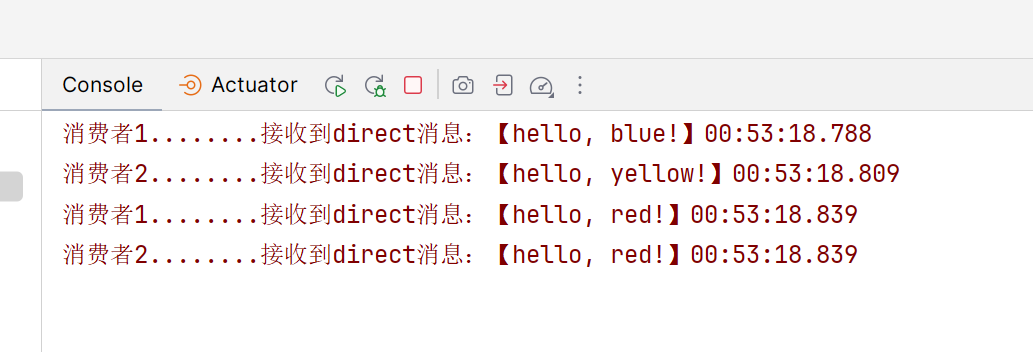 Console Actuator
消费者1........接收到direct消息：【hello, blue!】00:53:18.788
消费者2........接收到direct消息：【hello, yellow!】00:53:18.809
消费者1........接收到direct消息：【hello, red!】00:53:18.839
消费者2........接收到direct消息：【hello, red!】00:53:18.839